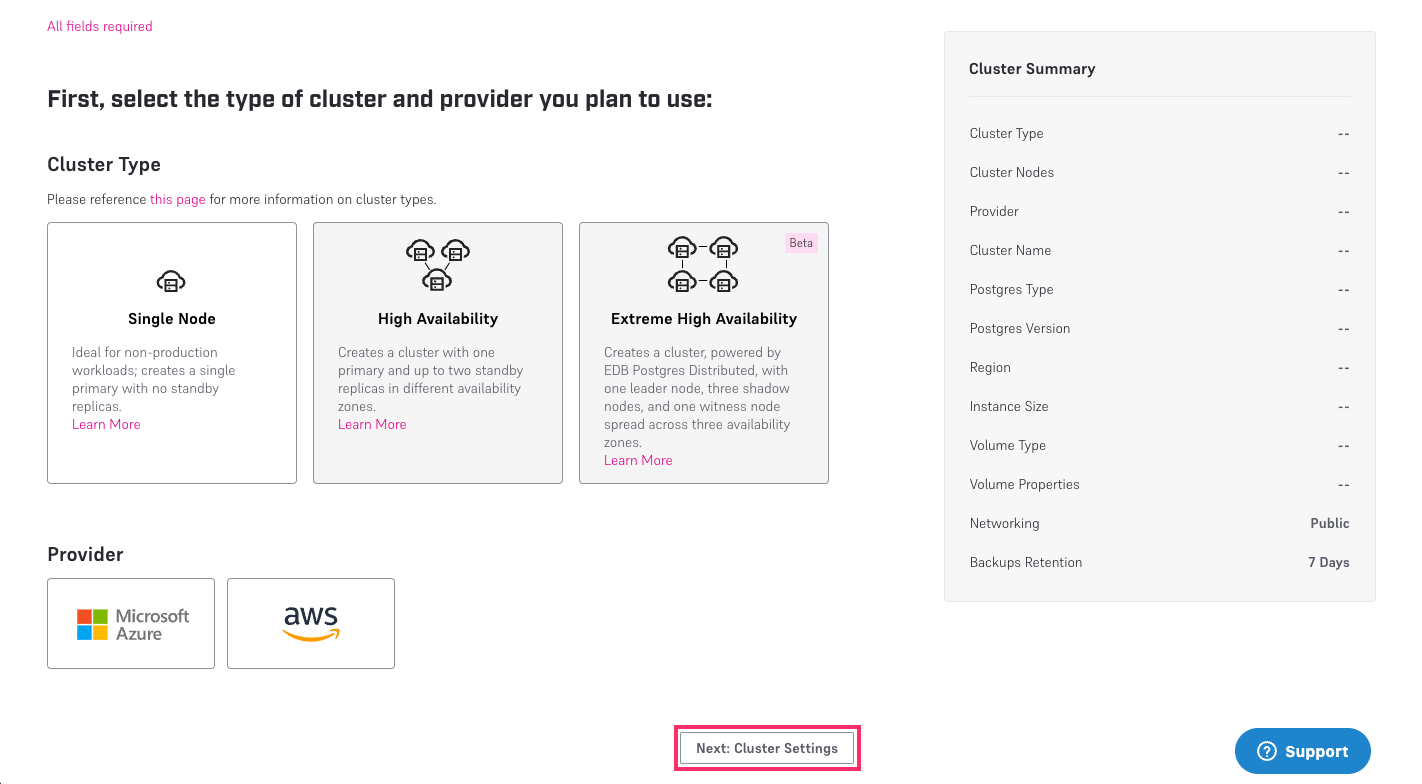 All fields required
First, select the type of cluster and provider you plan to use:
Cluster Type
Please reference this page for more information on cluster types.
Single Node
Ideal for non-production
workloads; creates a single
primary with no standby
replicas.
Learn More
High Availability
Creates a cluster with one
primary and up to two standby
replicas in different availability
zones.
Learn More
Beta
Extreme High Availability
Creates a cluster, powered by
EDB Postgres Distributed, with
one leader node, three shadow
nodes, and one witness node
spread across three availability
zones.
Learn More
Provider
Microsoft
Azure
aws
Next: Cluster Settings
Cluster Summary
Cluster Type --
Cluster Nodes --
Provider --
Cluster Name --
Postgres Type --
Postgres Version --
Region --
Instance Size --
Volume Type --
Volume Properties --
Networking Public
Backups Retention 7 Days
? Support